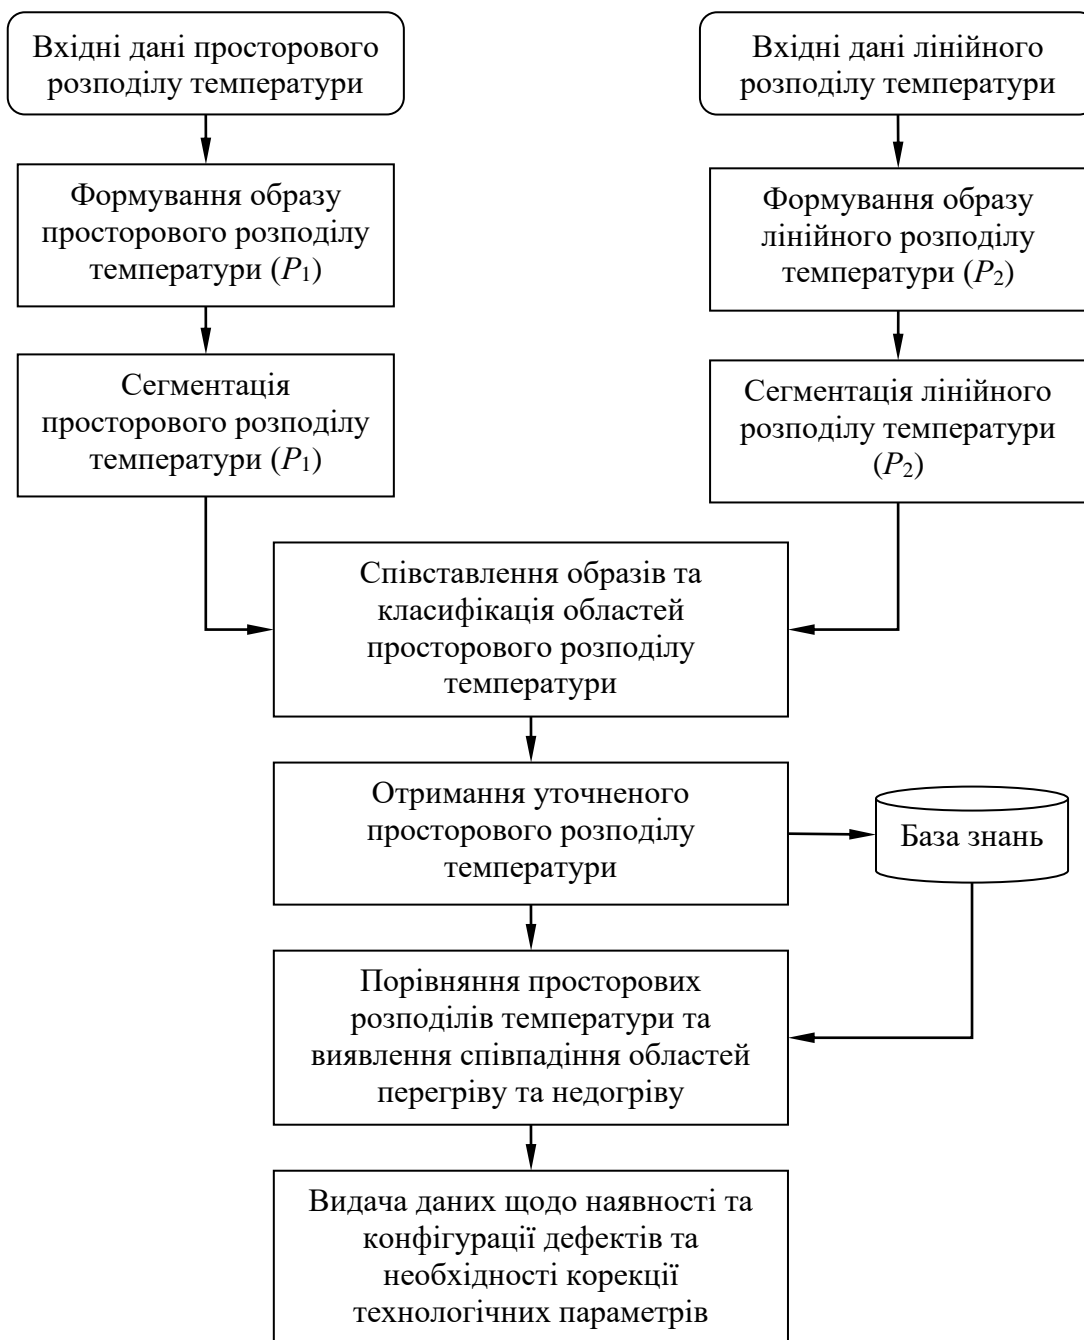 Вхідні дані просторового
розподілу температури
Вхідні дані лінійного
розподілу температури
Формування образу
просторового розподілу
температури (P1)
Формування образу
лінійного розподілу
температури (P2)
Сегментація
просторового розподілу
температури (P1)
Сегментація лінійного
розподілу температури
(P2)
Співставлення образів та
класифікація областей
просторового розподілу
температури
Отримання уточненого
просторового розподілу
температури
База знань
Порівняння просторових
розподілів температури та
виявлення співпадіння областей
перегріву та недогріву
Видача даних щодо наявності та
конфігурації дефектів та
необхідності корекції
технологічних параметрів